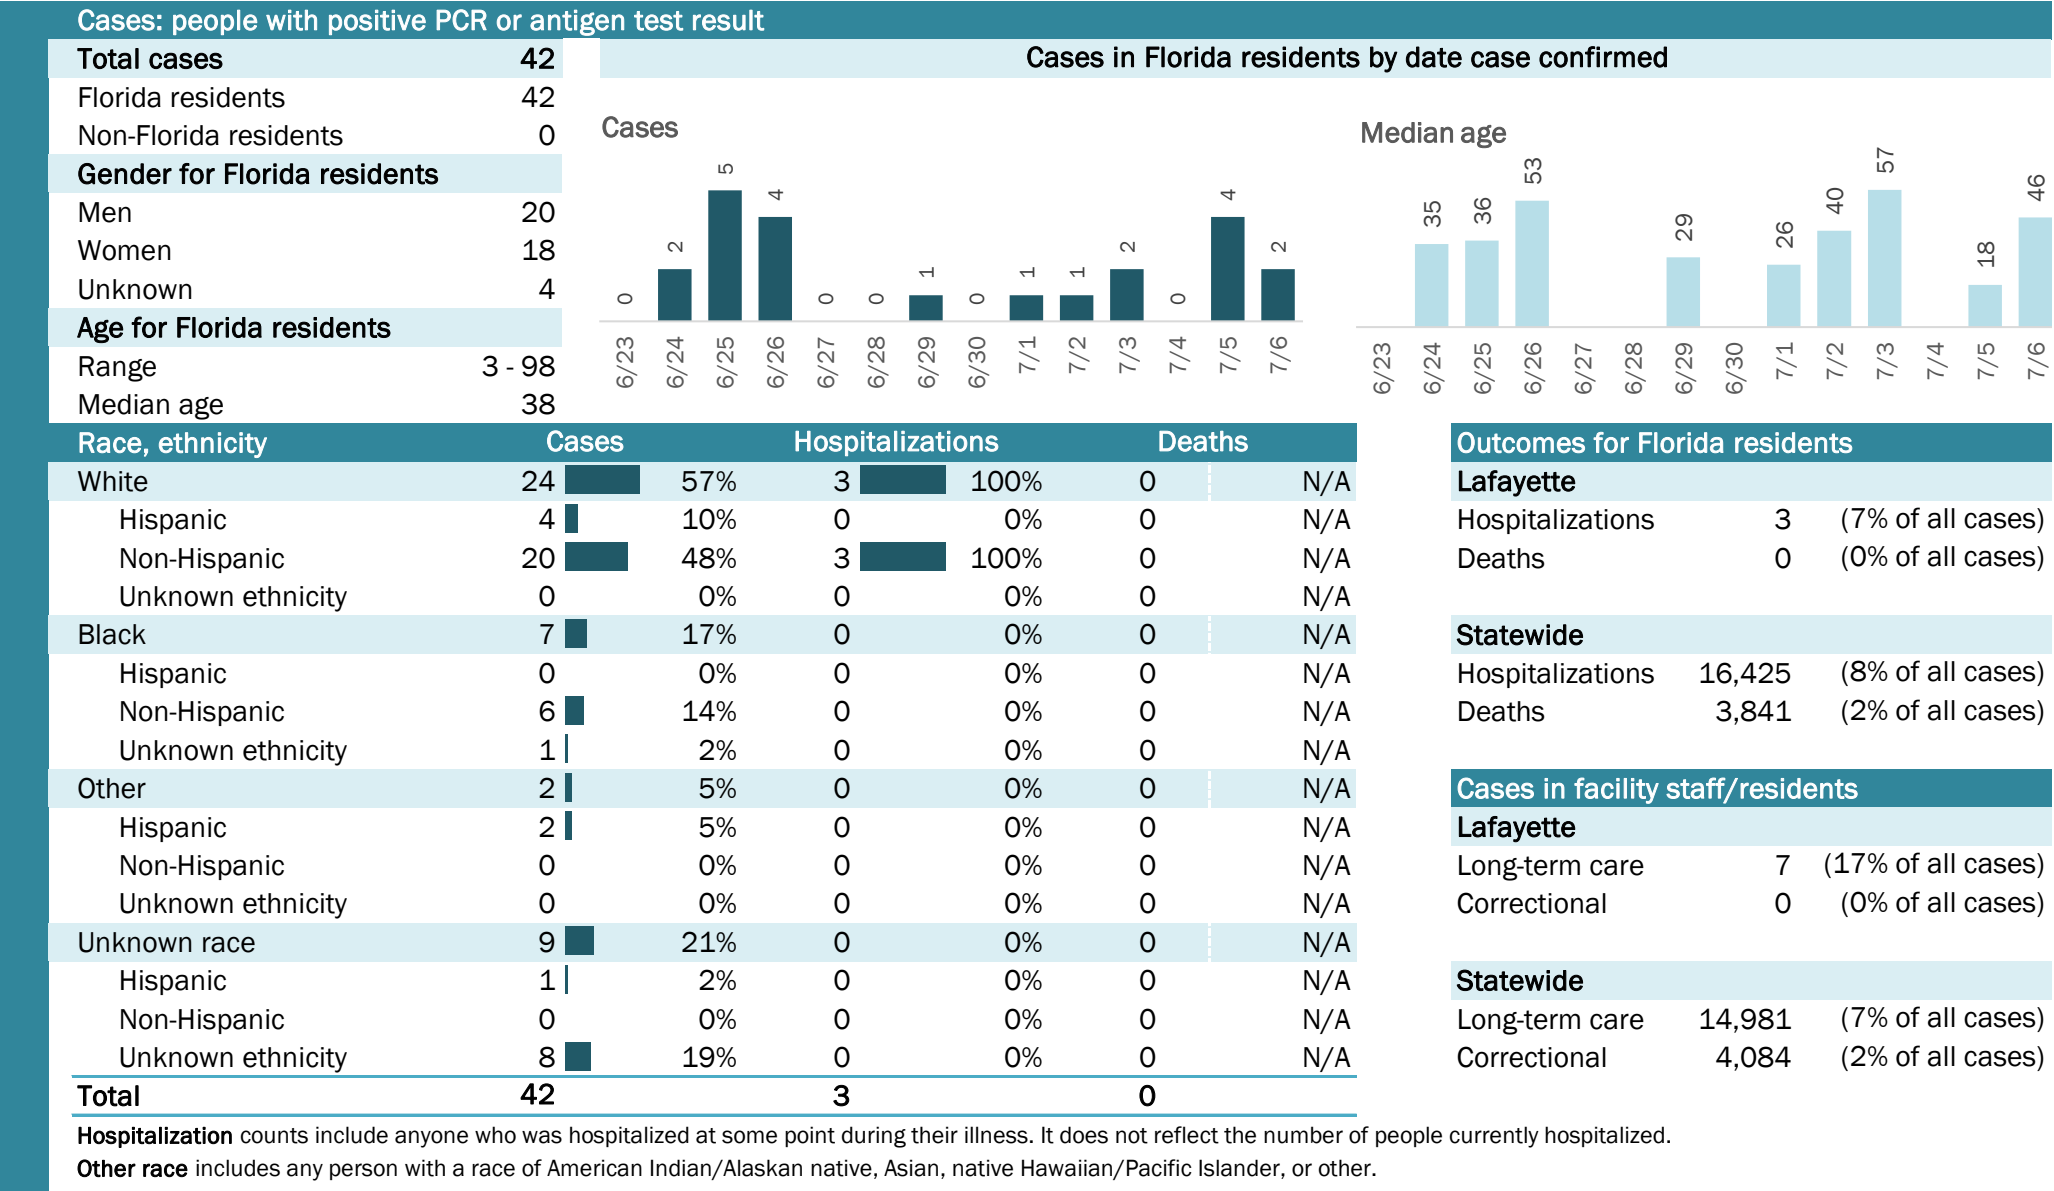 Cases: people with positive PCR or antigen test result
Total cases 42
Florida residents 42
Non-Florida residents 0
Gender for Florida residents
Men 20
Women 18
Unknown 4
Age for Florida residents
Range 3 - 98
Median age 38
Cases in Florida residents by date case confirmed
Cases
0 2 5 4 0 0 1 0 1 1 2 0 4 2
6/23 6/24 6/25 6/26 6/27 6/28 6/29 6/30 7/1 7/2 7/3 7/4 7/5 7/6
Median age
35 36 53 29 26 40 57 18 46
6/23 6/24 6/25 6/26 6/27 6/28 6/29 6/30 7/1 7/2 7/3 7/4 7/5 7/6
Race, ethnicity Cases Hospitalizations Deaths
White 24 57% 3 100% 0 N/A
Hispanic 4 10% 0 0% 0 N/A
Non-Hispanic 20 48% 3 100% 0 N/A
Unknown ethnicity 0 0% 0 0% 0 N/A
Black 7 17% 0 0% 0 N/A
Hispanic 0 0% 0 0% 0 N/A
Non-Hispanic 6 14% 0 0% 0 N/A
Unknown ethnicity 1 2% 0 0% 0 N/A
Other 2 5% 0 0% 0 N/A
Hispanic 2 5% 0 0% 0 N/A
Non-Hispanic 0 0% 0 0% 0 N/A
Unknown ethnicity 0 0% 0 0% 0 N/A
Unknown race 9 21% 0 0% 0 N/A
Hispanic 1 2% 0 0% 0 N/A
Non-Hispanic 0 0% 0 0% 0 N/A
Unknown ethnicity 8 19% 0 0% 0 N/A
Total 42 3 0
Outcomes for Florida residents
Lafayette
Hospitalizations 3 (7% of all cases)
Deaths 0 (0% of all cases)
Statewide
Hospitalizations 16,425 (8% of all cases)
Deaths 3,841 (2% of all cases)
Cases in facility staff/residents
Lafayette
Long-term care 7 (17% of all cases)
Correctional 0 (0% of all cases)
Statewide
Long-term care 14,981 (7% of all cases)
Correctional 4,084 (2% of all cases)
Hospitalization counts include anyone who was hospitalized at some point during their illness. It does not reflect the number of people currently hospitalized.
Other race includes any person with a race of American Indian/Alaskan native, Asian, native Hawaiian/Pacific Islander, or other.